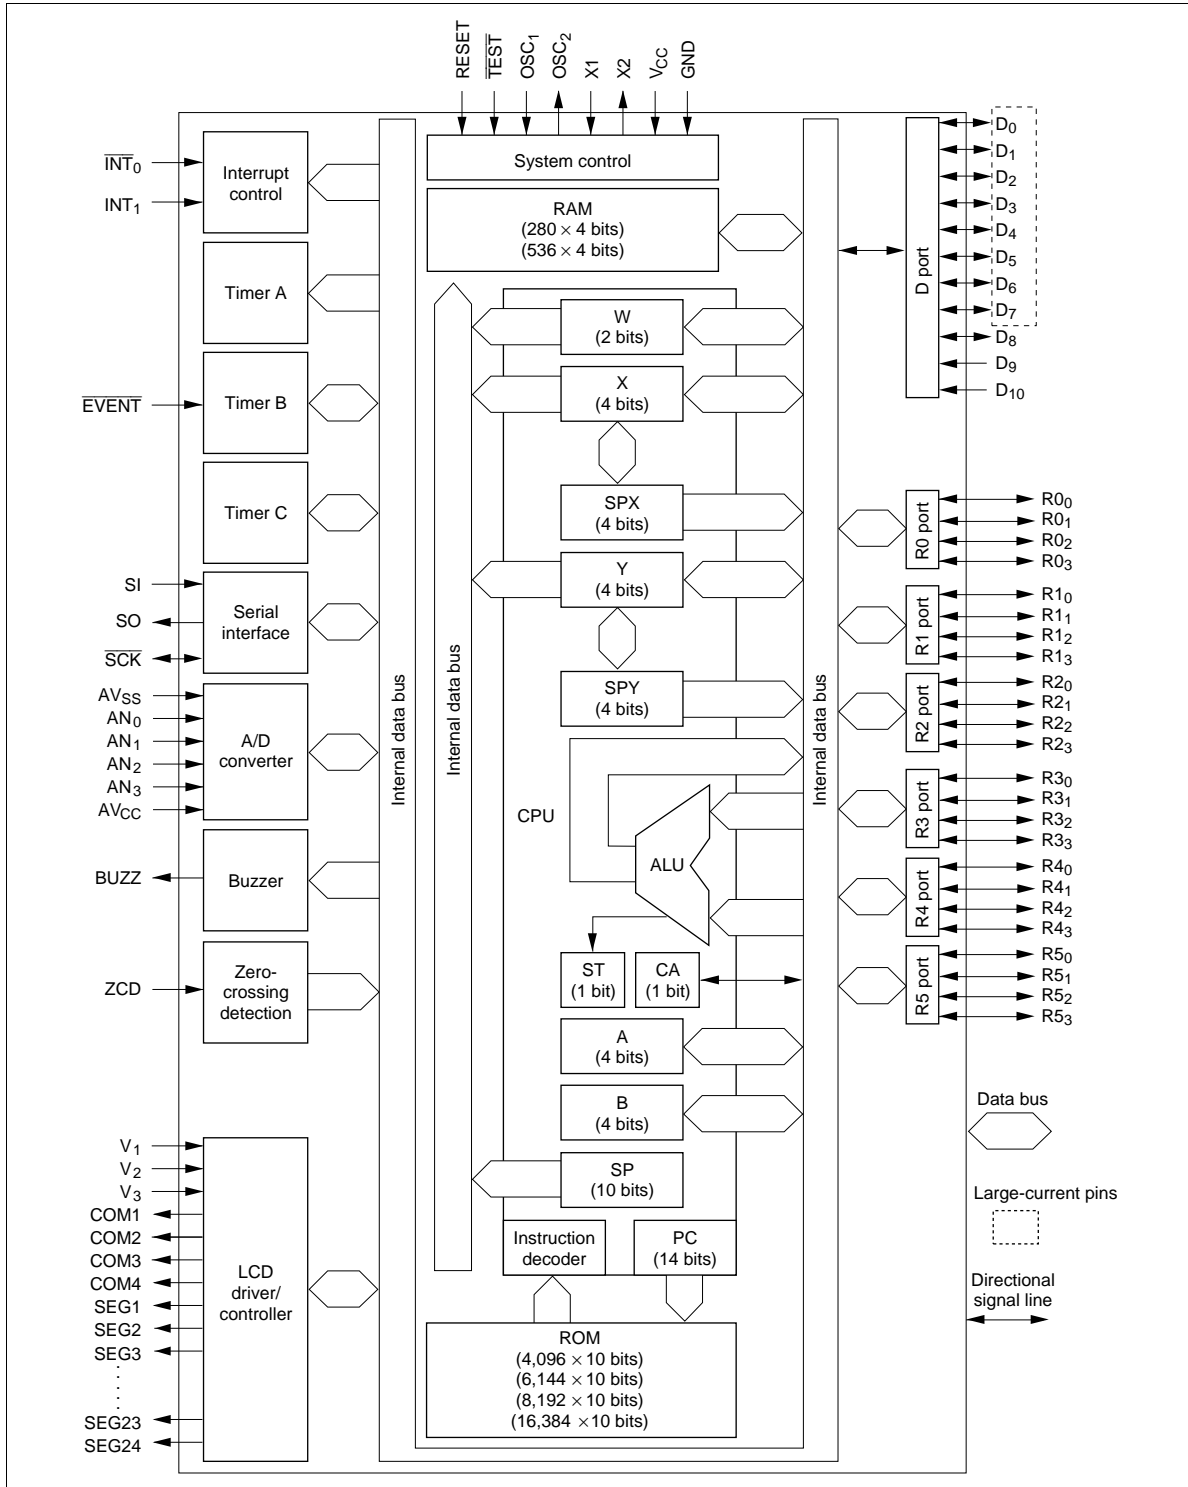 RESET
TEST
OSC1
OSC2
X1
X2
VCC
GND
INT0
INT1
Interrupt
control
Timer A
EVENT
Timer B
Timer C
SI
SO
SCK
Serial
interface
AVSS
AN0
AN1
AN2
AN3
AVCC
A/D
converter
BUZZ
Buzzer
ZCD
Zero-
crossing
detection
V1
V2
V3
COM1
COM2
COM3
COM4
SEG1
SEG2
SEG3
SEG23
SEG24
LCD
driver/
controller
Internal data bus
Internal data bus
System control
RAM
(280 × 4 bits)
(536 × 4 bits)
W
(2 bits)
X
(4 bits)
SPX
(4 bits)
Y
(4 bits)
SPY
(4 bits)
CPU
ALU
ST
(1 bit)
CA
(1 bit)
A
(4 bits)
B
(4 bits)
SP
(10 bits)
Instruction
decoder
PC
(14 bits)
ROM
(4,096 × 10 bits)
(6,144 × 10 bits)
(8,192 × 10 bits)
(16,384 × 10 bits)
Internal data bus
D port
D0
D1
D2
D3
D4
D5
D6
D7
D8
D9
D10
R0 port
R00
R01
R02
R03
R1 port
R10
R11
R12
R13
R2 port
R20
R21
R22
R23
R3 port
R30
R31
R32
R33
R4 port
R40
R41
R42
R43
R5 port
R50
R51
R52
R53
Data bus
Large-current pins
Directional
signal line